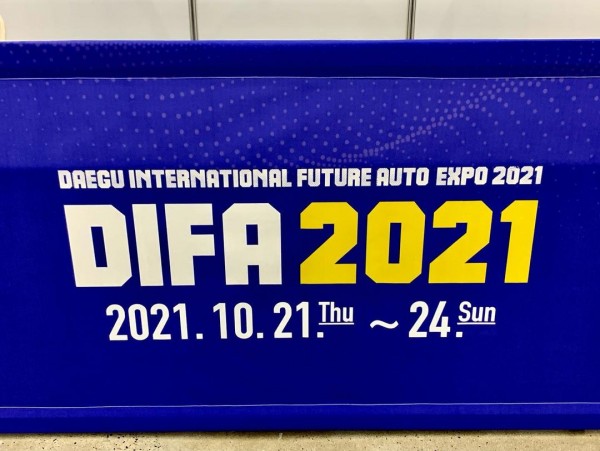 DAEGU INTERNATIONAL FUTURE AUTO EXPO 2021
DIFA 2021
2021. 10. 21.Thu ~ 24.Sun